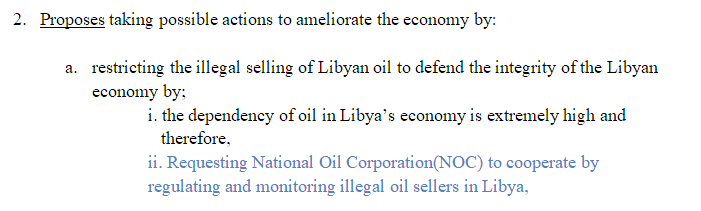 2. Proposes taking possible actions to ameliorate the economy by:
a. restricting the illegal selling of Libyan oil to defend the integrity of the Libyan
economy by;
i. the dependency of oil in Libya's economy is extremely high and
therefore,
ii. Requesting National Oil Corporation(NOC) to cooperate by
regulating and monitoring illegal oil sellers in Libya,